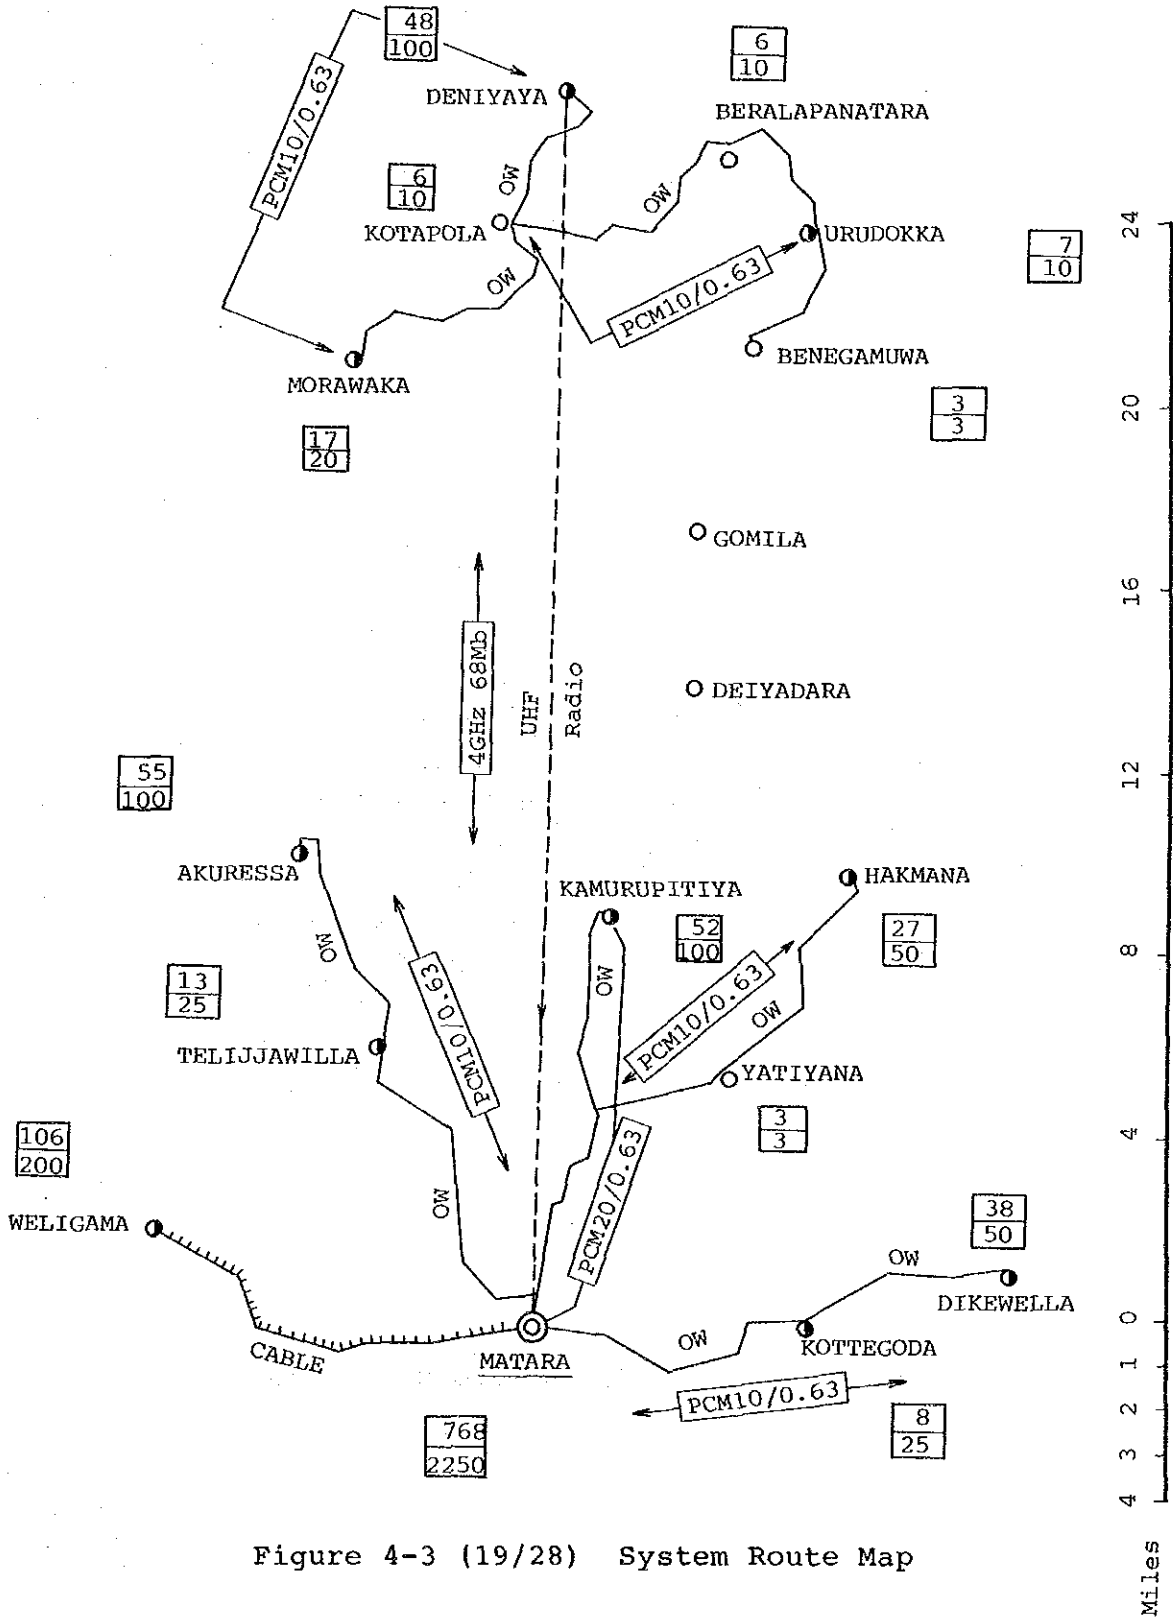 48
100
6
10
PCM10/0.63
DENIYAYA
BERALAPANATARA
OW
OW
6
10
KOTAPOLA
URUDOKKA
24
7
10
OW
PCM10/0.63
BENEGAMUWA
MORAWAKA
20
3
3
17
20
GOMILA
16
4GHz 68Mb
UHF
Radio
DEIYADARA
12
55
100
AKURESSA
KAMURUPITIYA
HAKMANA
52
100
27
50
OW
OW
8
13
25
PCM10/0.63
PCM10/0.63
OW
TELIJJAWILLA
YATIYANA
3
3
4
106
200
PCM20/0.63
OW
38
50
WELIGAMA
OW
DIKEWELLA
0
CABLE
MATARA
OW
KOTTEGODA
1
PCM10/0.63
2
768
2250
8
25
3
4
Miles
Figure 4-3 (19/28) System Route Map